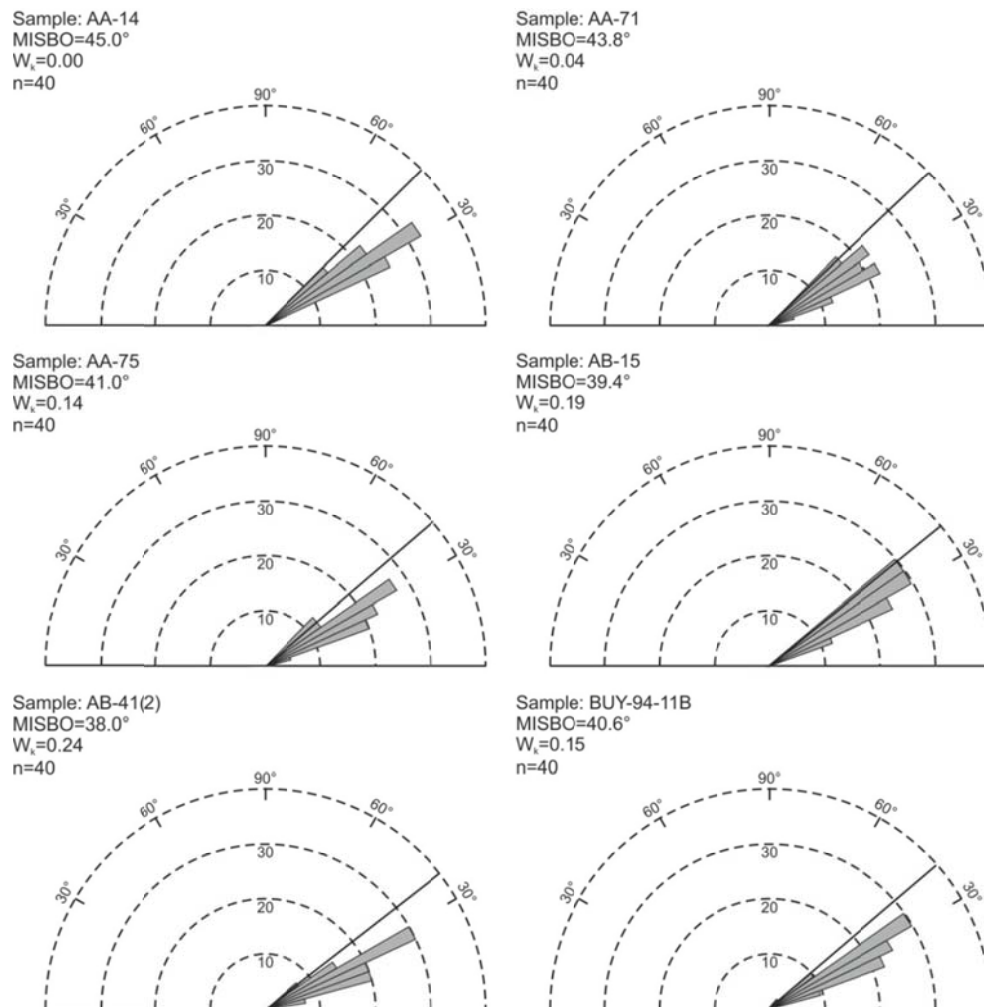 Sample: AA-14
MISBO=45.0°
Wk=0.00
n=40
90°
60°
60°
30°
30°
30
20
10
Sample: AA-71
MISBO=43.8°
Wk=0.04
n=40
90°
60°
60°
30°
30°
30
20
10
Sample: AA-75
MISBO=41.0°
Wk=0.14
n=40
90°
60°
60°
30°
30°
30
20
10
Sample: AB-15
MISBO=39.4°
Wk=0.19
n=40
90°
60°
60°
30°
30°
30
20
10
Sample: AB-41(2)
MISBO=38.0°
Wk=0.24
n=40
90°
60°
60°
30°
30°
30
20
10
Sample: BUY-94-11B
MISBO=40.6°
Wk=0.15
n=40
90°
60°
60°
30°
30°
30
20
10